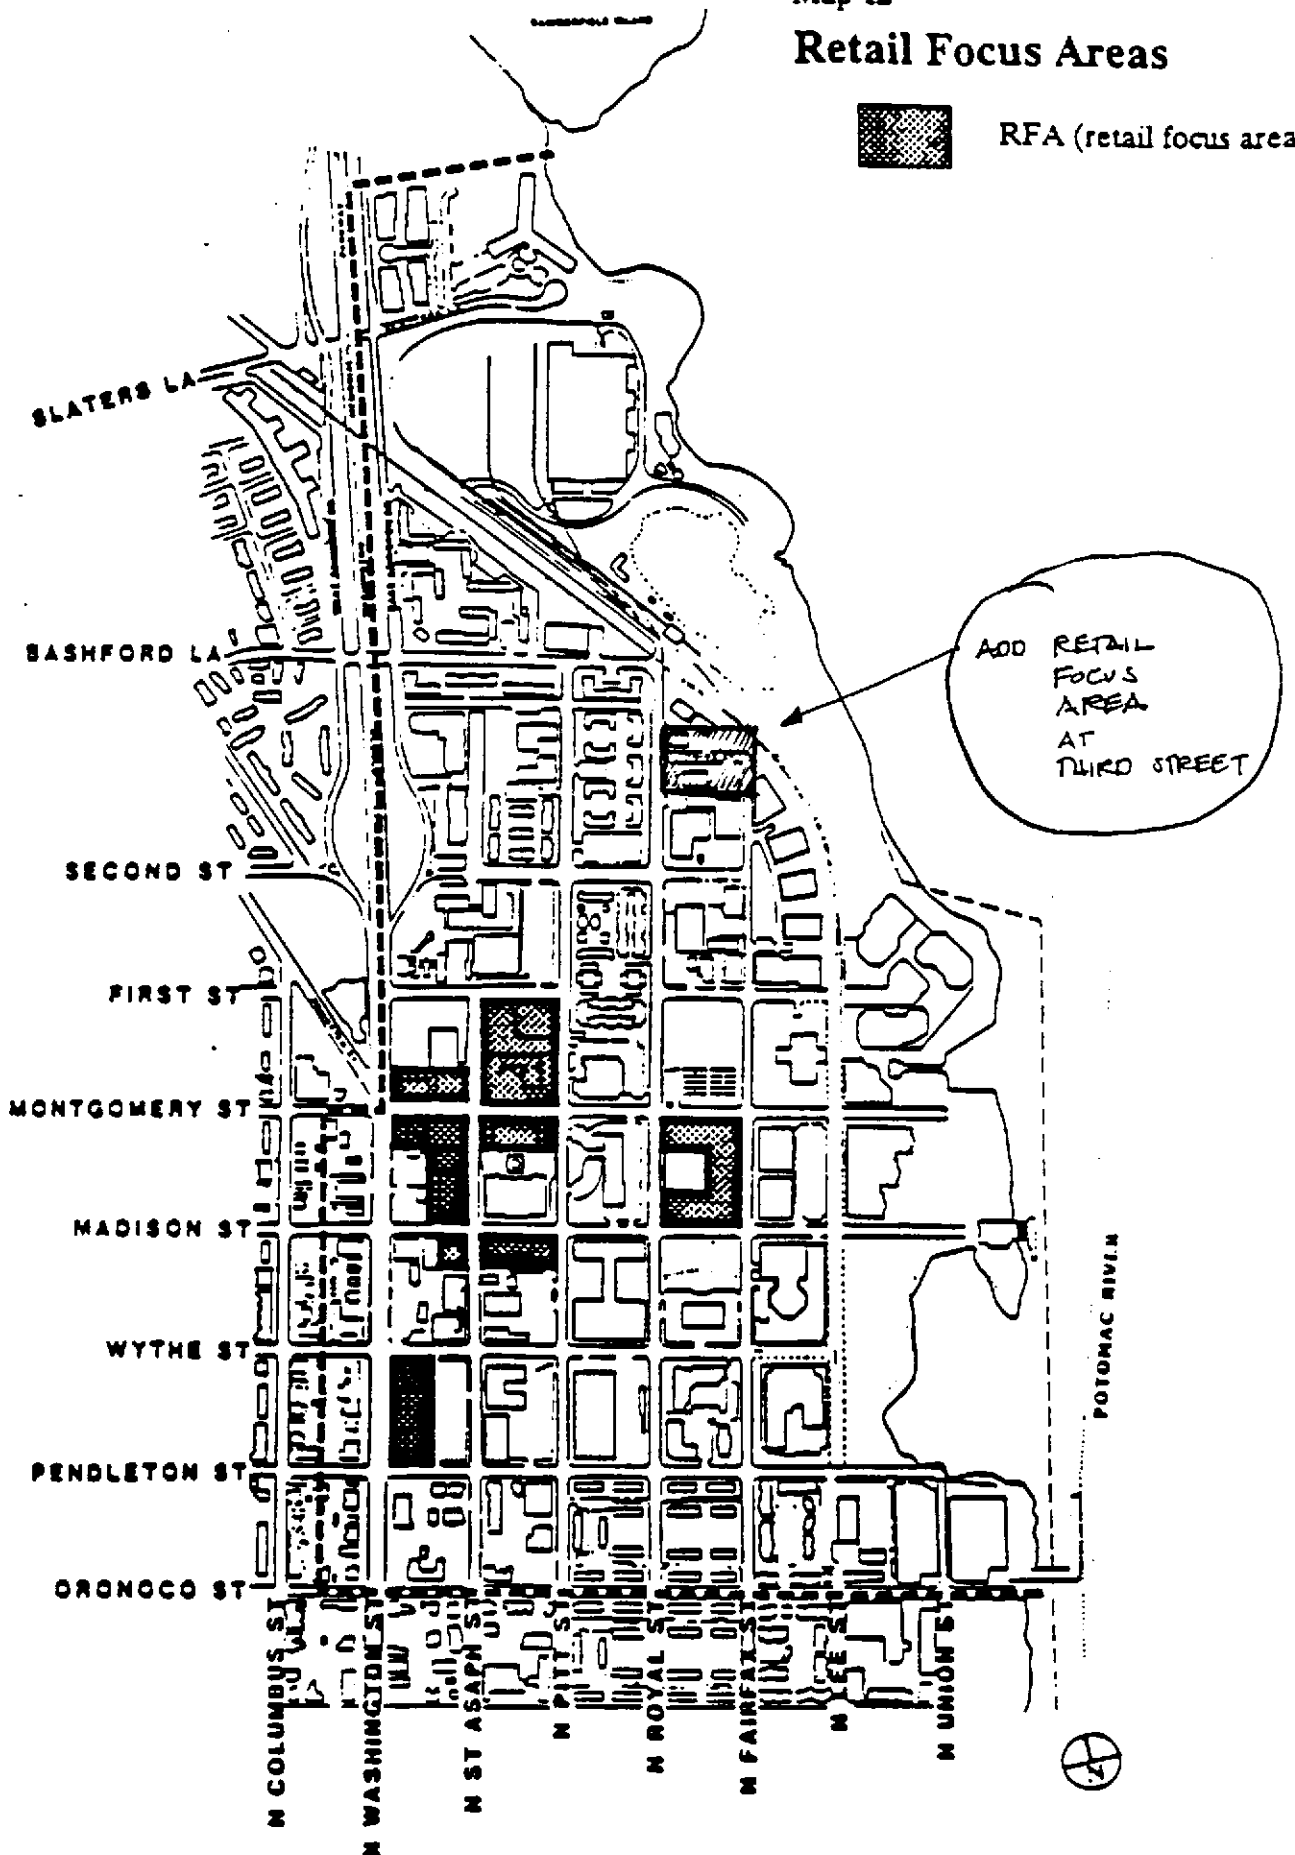 Retail Focus Areas
RFA (retail focus area
SLATERS LA
BASHFORD LA
ADD RETAIL
FOCUS
AREA
AT
THIRD STREET
SECOND ST
FIRST ST
MONTGOMERY ST
MADISON ST
WYTHE ST
POTOMAC RIVER
PENDLETON ST
ORONOCO ST
N COLUMBUS ST
N WASHINGTON ST
N ST ASAPH ST
N PITT ST
N ROYAL ST
N FAIRFAX ST
N LEE ST
N UNION ST